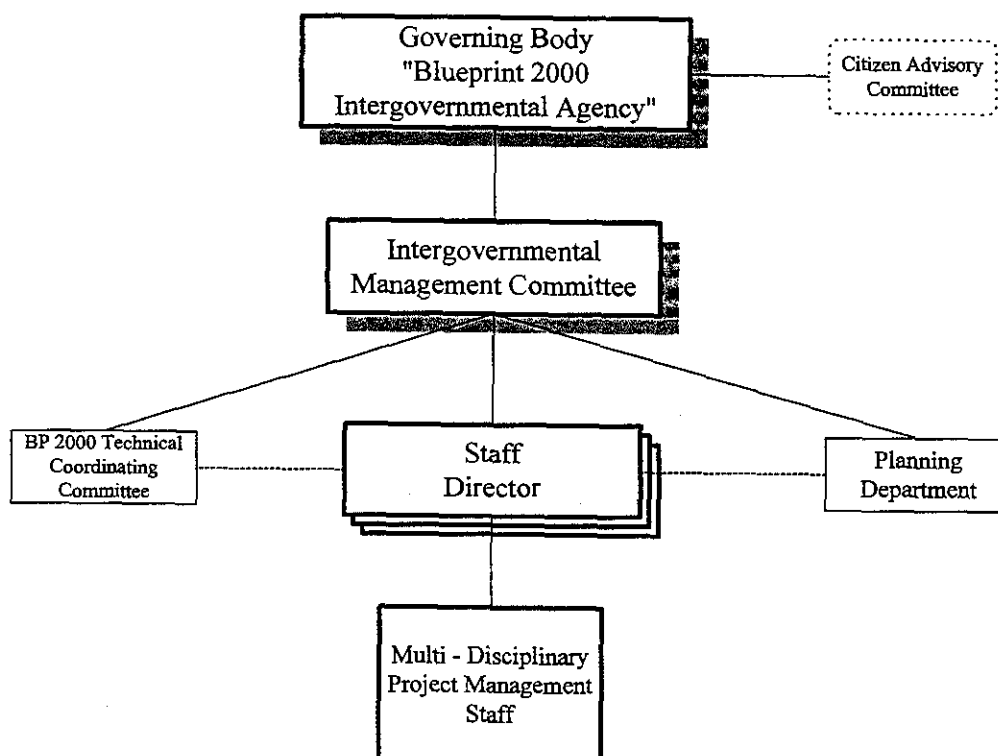 Governing Body
"Blueprint 2000
Intergovernmental Agency"
Citizen Advisory
Committee
Intergovernmental
Management Committee
BP 2000 Technical
Coordinating
Committee
Staff
Director
Planning
Department
Multi - Disciplinary
Project Management
Staff